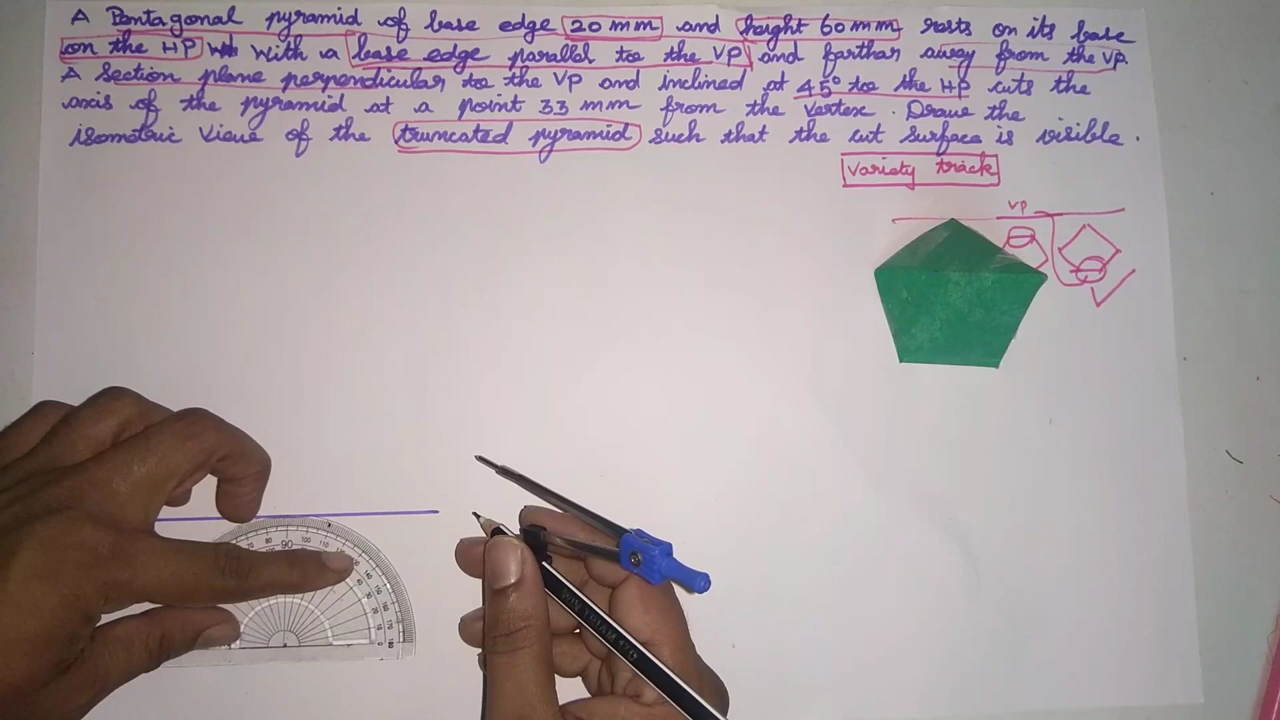 A Pentagonal pyramid of base edge 20 mm and height 60 mm rests on its base
on the HP with a base edge parallel to the VP and farthar away from the VP.
A section plane perpendicular to the VP and inclined at 45° to the HP cuts the
axis of the pyramid at a point 33 mm from the vertex. Draw the
isometric view of the truncated pyramid such that the cut surface is visible.
Variety track
VP